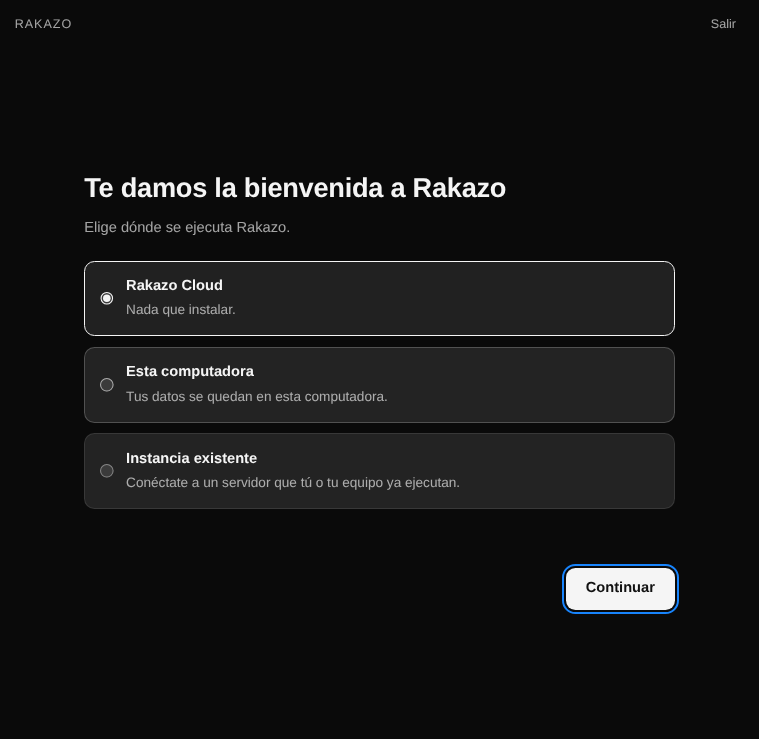 RAKAZO
Salir
Te damos la bienvenida a Rakazo
Elige dónde se ejecuta Rakazo.
Rakazo Cloud
Nada que instalar.
Esta computadora
Tus datos se quedan en esta computadora.
Instancia existente
Conéctate a un servidor que tú o tu equipo ya ejecutan.
Continuar